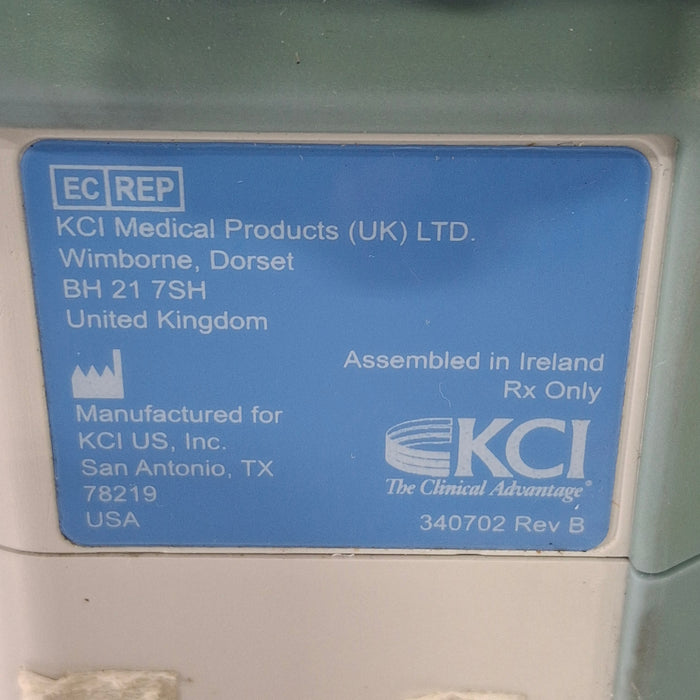 EC REP
KCI Medical Products (UK) LTD.
Wimborne, Dorset
BH 21 7SH
United Kingdom
Assembled in Ireland
Rx Only
Manufactured for
KCI US, Inc.
San Antonio, TX
78219
USA
KCI
The Clinical Advantage®
340702 Rev B